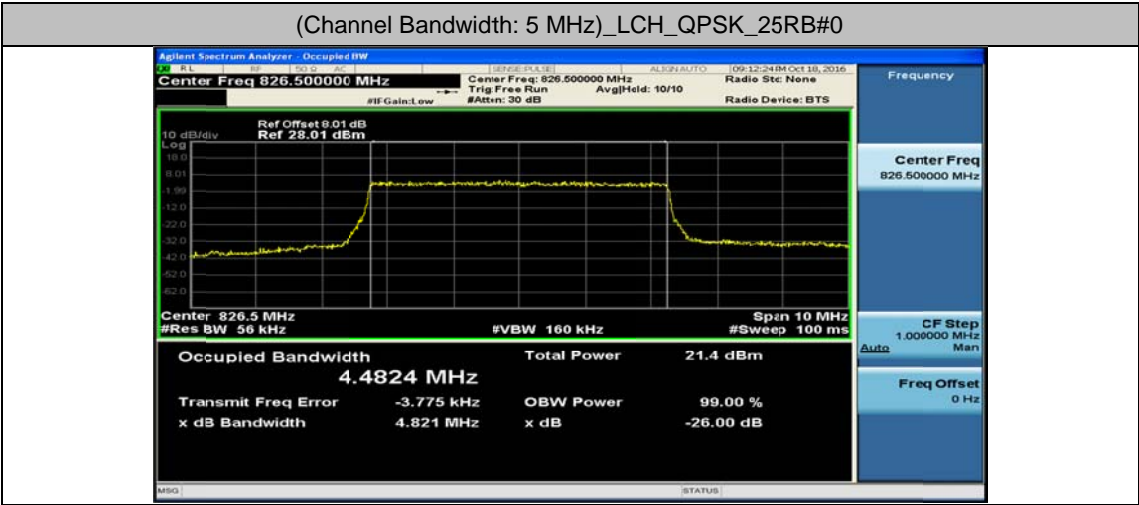 (Channel Bandwidth: 5 MHz)_LCH_QPSK_25RB#0
Agilent Spectrum Analyzer - Occupied BW
RL RF 50 Ω AC SENSE:PULSE ALIGN AUTO 09:12:24 AM Oct 18, 2016
Center Freq 826.500000 MHz
Center Freq: 826.500000 MHz
Radio Std: None
Trig: Free Run Avg|Hold: 10/10
#IFGain:Low #Atten: 30 dB Radio Device: BTS
Ref Offset 8.01 dB
10 dB/div Ref 28.01 dBm
Log
18.0
8.01
-1.99
-12.0
-22.0
-32.0
-42.0
-52.0
-62.0
Center 826.5 MHz Span 10 MHz
#Res BW 56 kHz #VBW 160 kHz #Sweep 100 ms
Occupied Bandwidth Total Power 21.4 dBm
4.4824 MHz
Transmit Freq Error -3.775 kHz OBW Power 99.00 %
x dB Bandwidth 4.821 MHz x dB -26.00 dB
MSG STATUS
Frequency
Center Freq
826.500000 MHz
CF Step
1.000000 MHz
Auto Man
Freq Offset
0 Hz